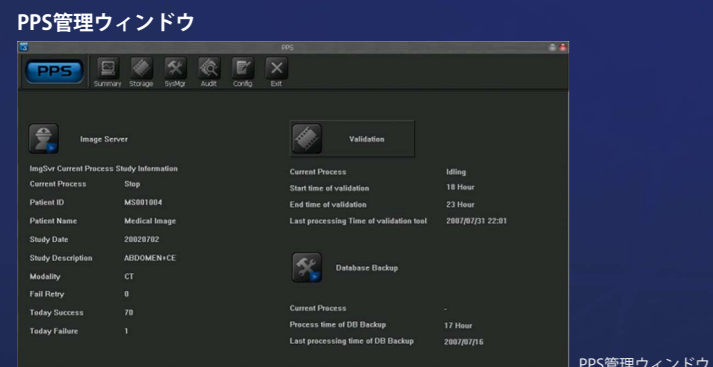 PPS管理ウィンドウ
PPS
PPS
Summary Storage SysMgr Audit Config Exit
Image Server
ImgSvr Current Process Study Information
Current Process Stop
Patient ID MS001004
Patient Name Medical Image
Study Date 20020702
Study Description ABDOMEN+CE
Modality CT
Fail Retry 0
Today Success 70
Today Failure 1
Validation
Current Process Idling
Start time of validation 18 Hour
End time of validation 23 Hour
Last processing Time of validation tool 2007/07/31 22:01
Database Backup
Current Process -
Process time of DB Backup 17 Hour
Last processing time of DB Backup 2007/07/16
PPS管理ウィンドウ